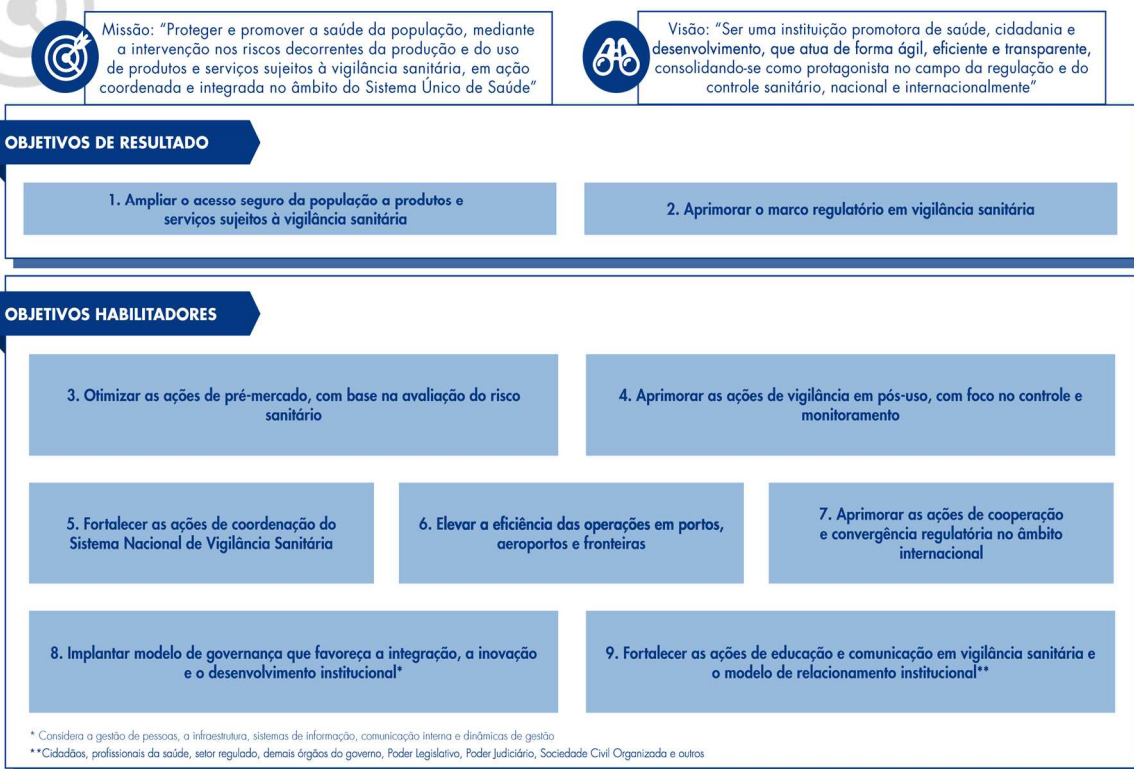 Missão: “Proteger e promover a saúde da população, mediante
a intervenção nos riscos decorrentes da produção e do uso
de produtos e serviços sujeitos à vigilância sanitária, em ação
coordenada e integrada no âmbito do Sistema Único de Saúde”
Visão: “Ser uma instituição promotora de saúde, cidadania e
desenvolvimento, que atua de forma ágil, eficiente e transparente,
consolidando-se como protagonista no campo da regulação e do
controle sanitário, nacional e internacionalmente”
OBJETIVOS DE RESULTADO
1. Ampliar o acesso seguro da população a produtos e
serviços sujeitos à vigilância sanitária
2. Aprimorar o marco regulatório em vigilância sanitária
OBJETIVOS HABILITADORES
3. Otimizar as ações de pré-mercado, com base na avaliação do risco
sanitário
4. Aprimorar as ações de vigilância em pós-uso, com foco no controle e
monitoramento
5. Fortalecer as ações de coordenação do
Sistema Nacional de Vigilância Sanitária
6. Elevar a eficiência das operações em portos,
aeroportos e fronteiras
7. Aprimorar as ações de cooperação
e convergência regulatória no âmbito
internacional
8. Implantar modelo de governança que favoreça a integração, a inovação
e o desenvolvimento institucional*
9. Fortalecer as ações de educação e comunicação em vigilância sanitária e
o modelo de relacionamento institucional**
* Considera a gestão de pessoas, a infraestrutura, sistemas de informação, comunicação interna e dinâmicas de gestão
**Cidadãos, profissionais da saúde, setor regulado, demais órgãos do governo, Poder Legislativo, Poder Judiciário, Sociedade Civil Organizada e outros